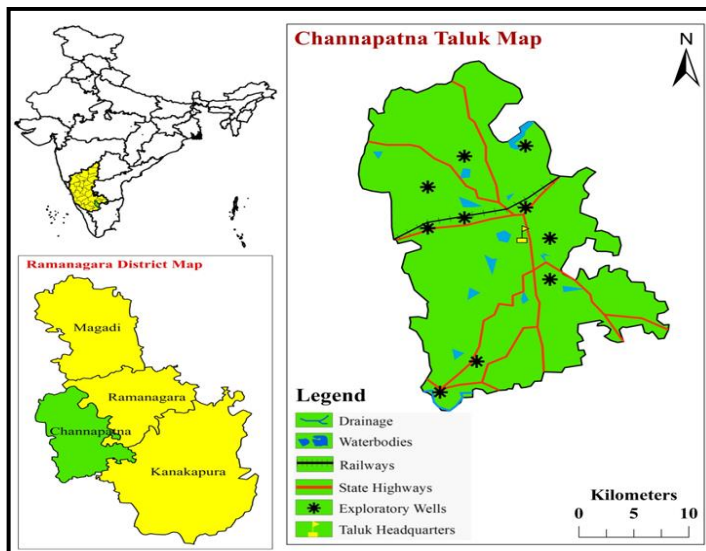 Channapatna Taluk Map
N
Ramanagara District Map
Magadi
Ramanagara
Channapatna
Kanakapura
Legend
Drainage
Waterbodies
Railways
State Highways
Exploratory Wells
Taluk Headquarters
Kilometers
0 5 10